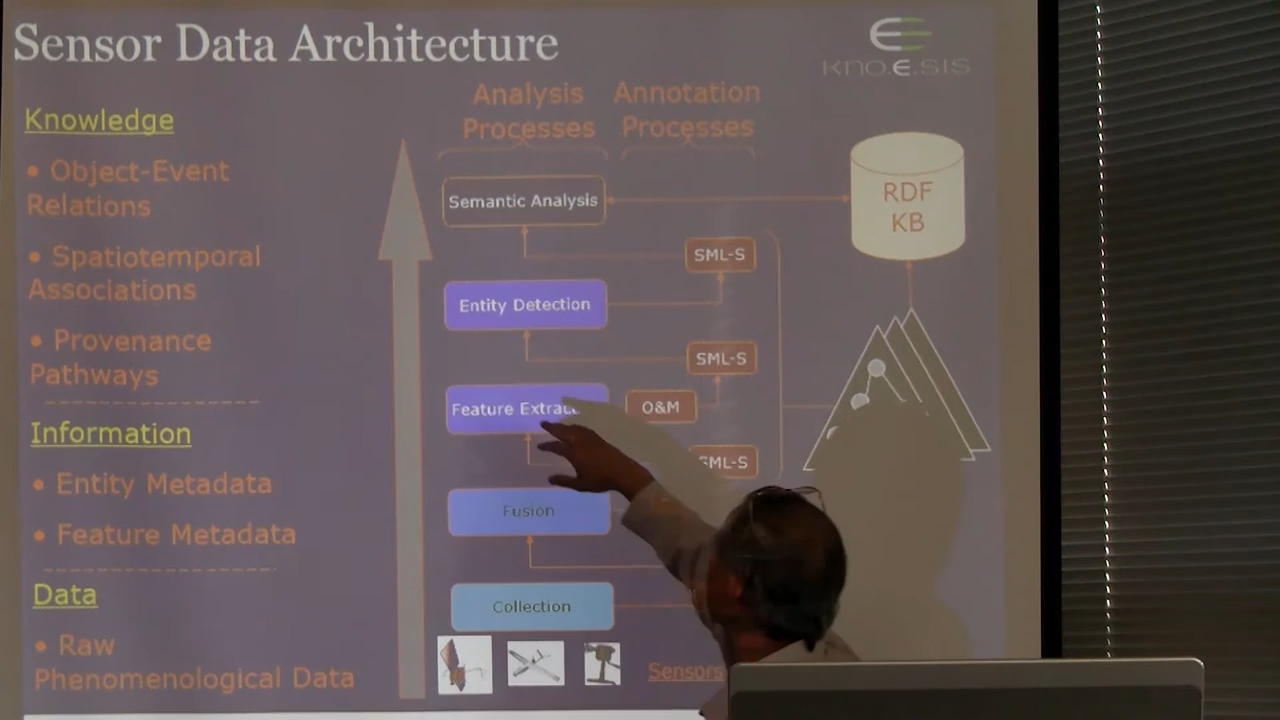 Sensor Data Architecture
KNO.E.SIS
Knowledge
• Object-Event
Relations
• Spatiotemporal
Associations
• Provenance
Pathways
Information
• Entity Metadata
• Feature Metadata
Data
• Raw
Phenomenological Data
Analysis
Processes
Annotation
Processes
Semantic Analysis
RDF
KB
SML-S
Entity Detection
SML-S
Feature
O&M
SML-S
Fusion
Collection
Sensors